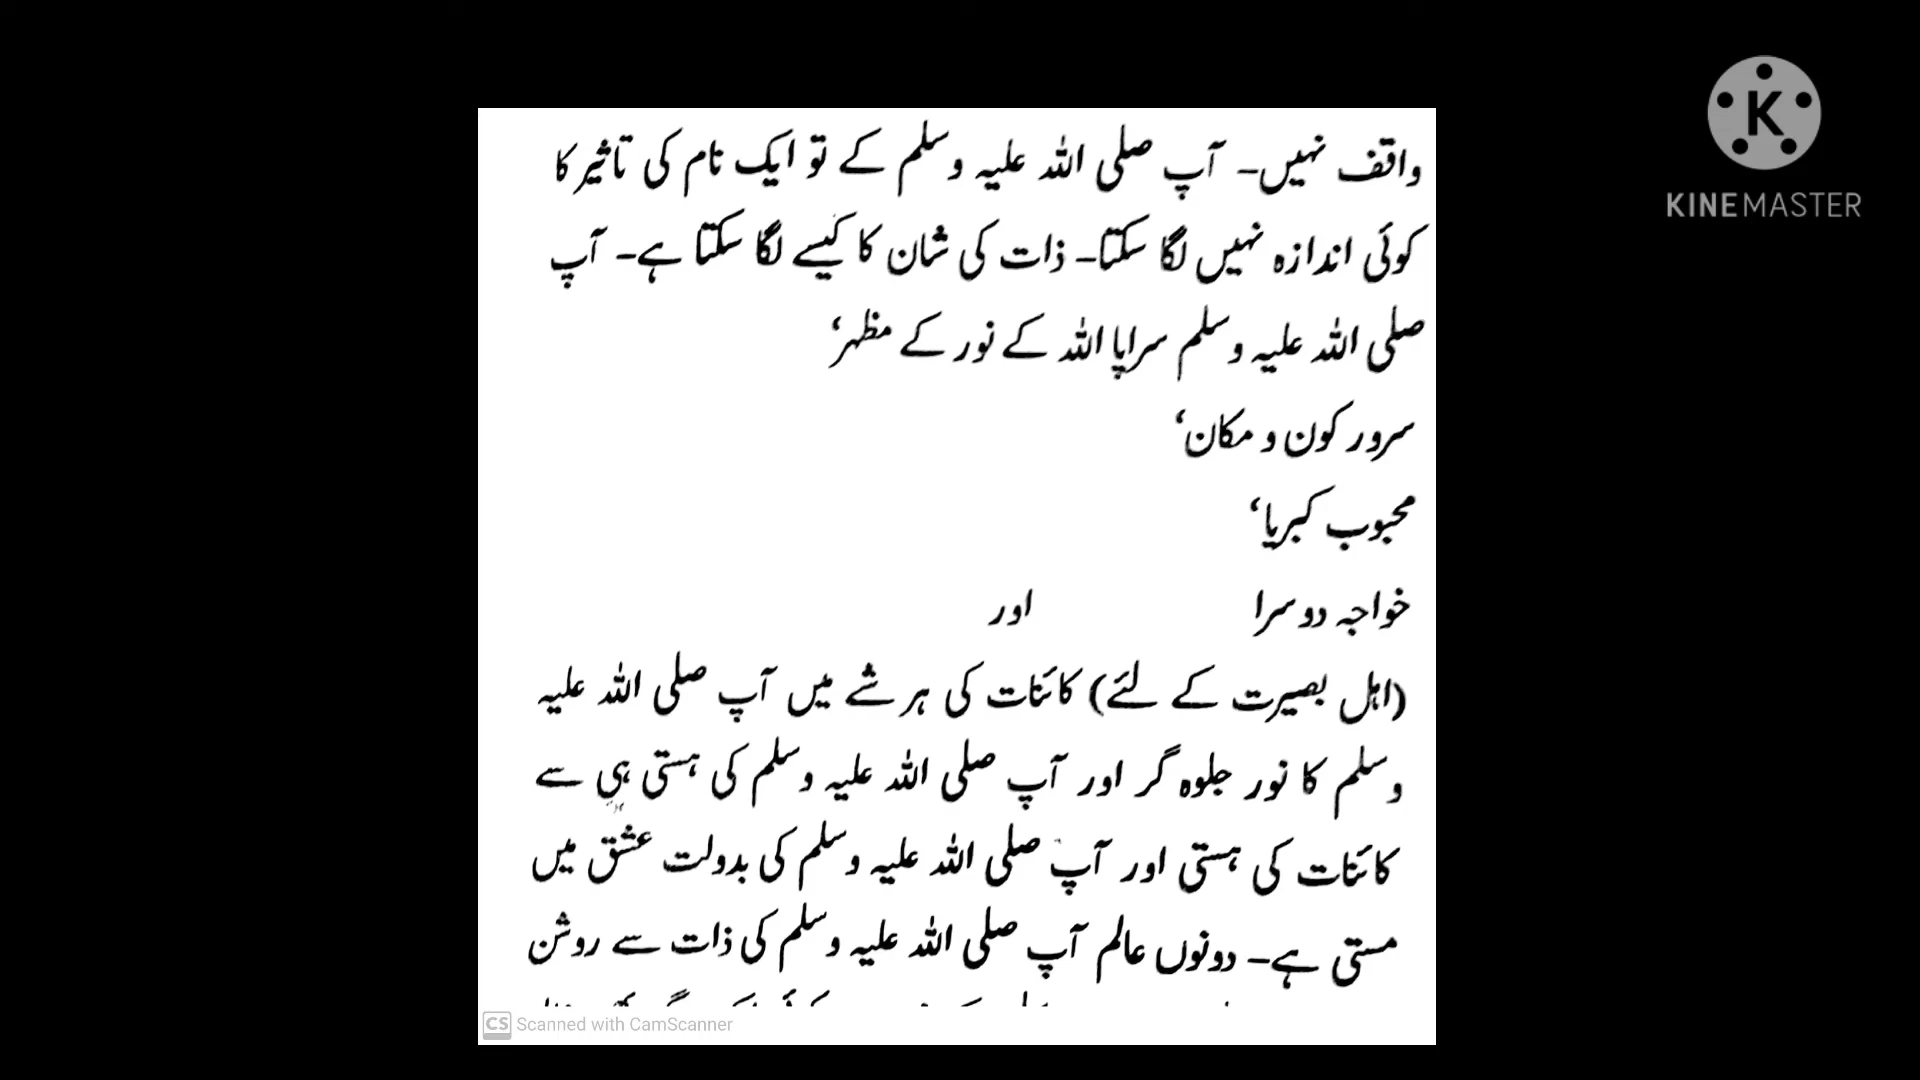 واقف نہیں۔ آپ صلی اللہ علیہ وسلم کے تو ایک نام کی تاثیر کا
کوئی اندازہ نہیں لگا سکتا۔ ذات کی شان کا کیسے لگا سکتا ہے۔ آپ
صلی اللہ علیہ وسلم سراپا اللہ کے نور کے مظہر‘
سرور کون و مکان‘
محبوب کبریا‘
خواجہ دوسرا اور
(اہل بصیرت کے لئے) کائنات کی ہر شے میں آپ صلی اللہ علیہ
وسلم کا نور جلوہ گر اور آپ صلی اللہ علیہ وسلم کی ہستی ہی سے
کائنات کی ہستی اور آپ صلی اللہ علیہ وسلم کی بدولت عشق میں
مستی ہے۔ دونوں عالم آپ صلی اللہ علیہ وسلم کی ذات سے روشن
CS Scanned with CamScanner
K
KINEMASTER